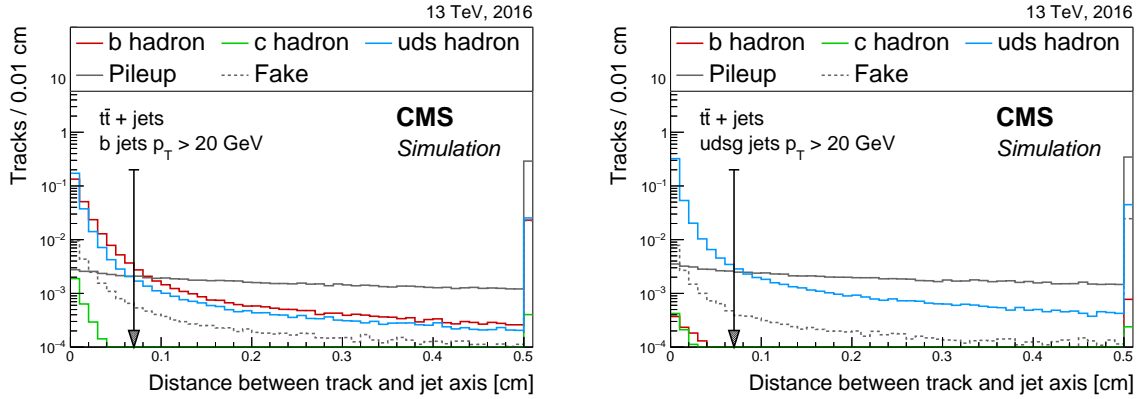 13 TeV, 2016
b hadron c hadron uds hadron
Pileup Fake
tt̄ + jets
b jets p_T > 20 GeV
CMS
Simulation
Tracks / 0.01 cm
10
1
10⁻¹
10⁻²
10⁻³
10⁻⁴
0 0.1 0.2 0.3 0.4 0.5
Distance between track and jet axis [cm]
13 TeV, 2016
b hadron c hadron uds hadron
Pileup Fake
tt̄ + jets
udsg jets p_T > 20 GeV
CMS
Simulation
Tracks / 0.01 cm
10
1
10⁻¹
10⁻²
10⁻³
10⁻⁴
0 0.1 0.2 0.3 0.4 0.5
Distance between track and jet axis [cm]